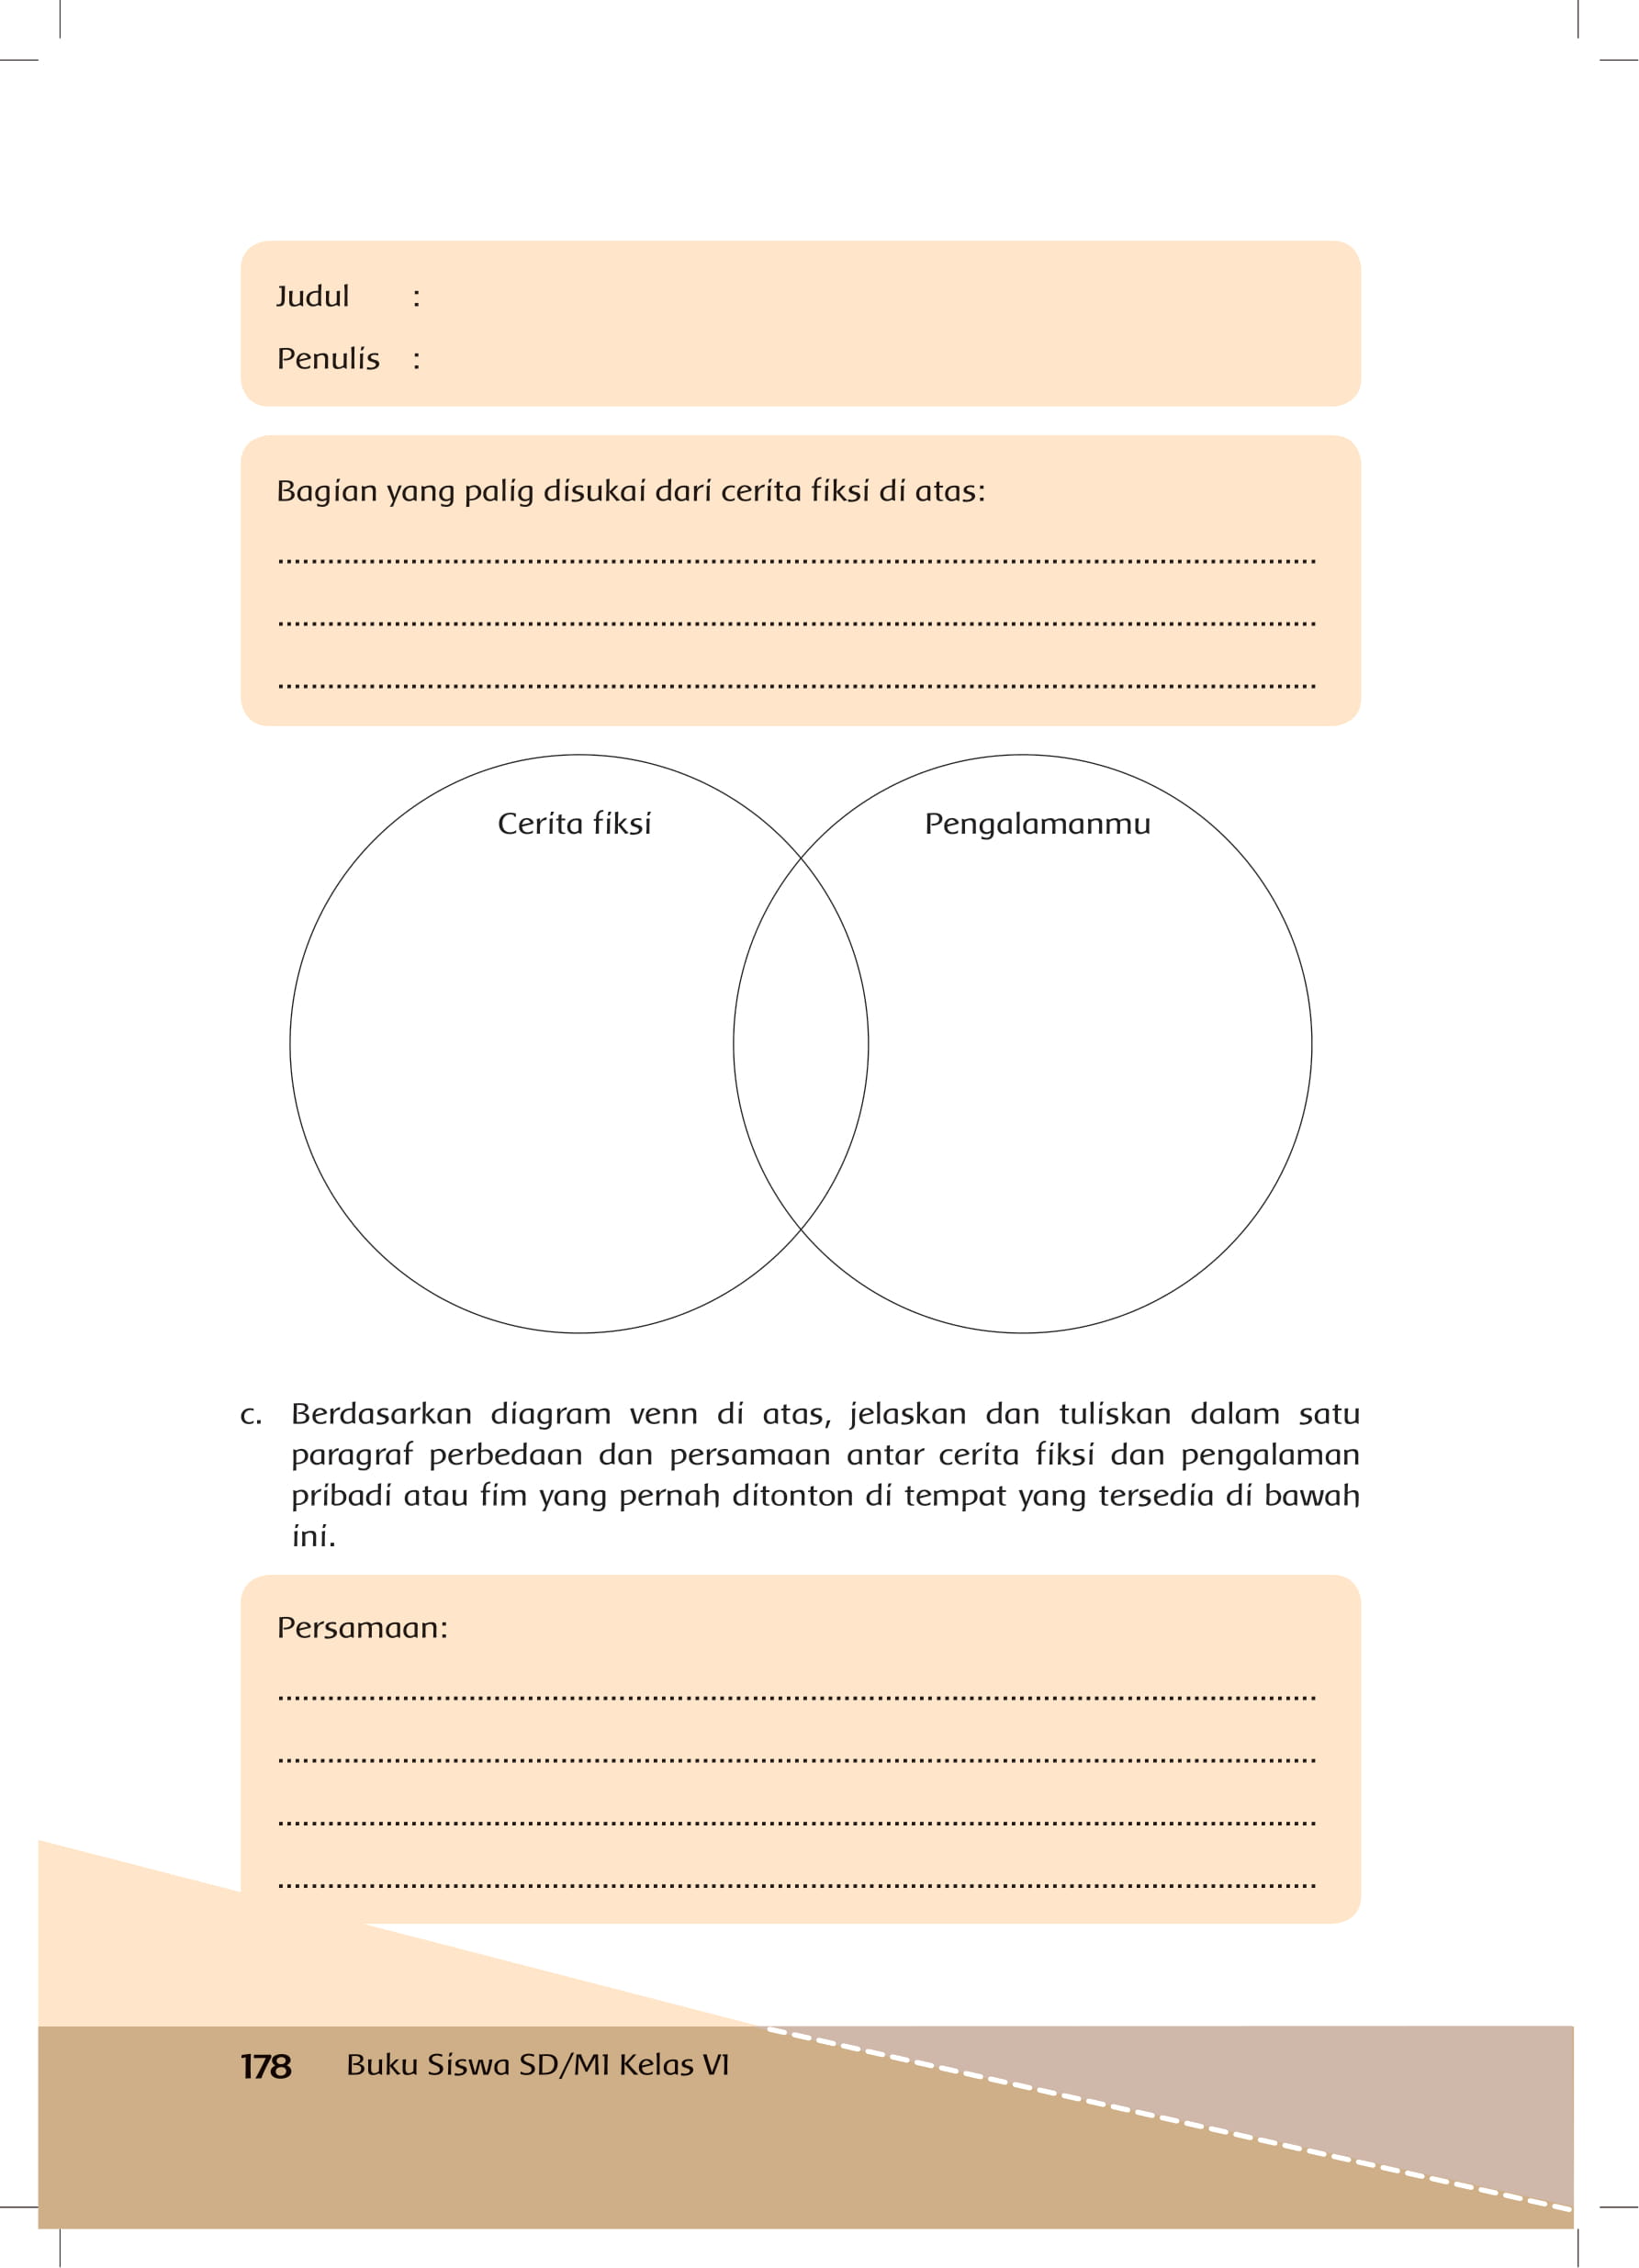 Judul :
Penulis :
Bagian yang palig disukai dari cerita fiksi di atas:
Cerita fiksi
Pengalamanmu
c. Berdasarkan diagram venn di atas, jelaskan dan tuliskan dalam satu
paragraf perbedaan dan persamaan antar cerita fiksi dan pengalaman
pribadi atau fim yang pernah ditonton di tempat yang tersedia di bawah
ini.
Persamaan:
178 Buku Siswa SD/MI Kelas VI